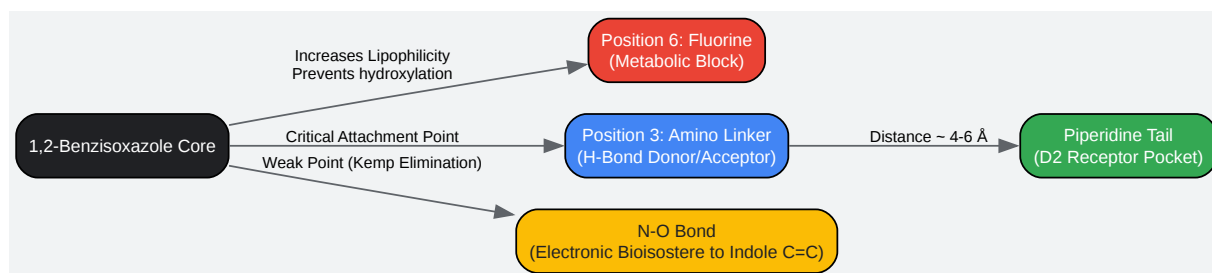 1,2-Benzisoxazole Core
Increases Lipophilicity
Prevents hydroxylation
Position 6: Fluorine
(Metabolic Block)
Critical Attachment Point
Position 3: Amino Linker
(H-Bond Donor/Acceptor)
Distance ~ 4-6 Å
Piperidine Tail
(D2 Receptor Pocket)
Weak Point (Kemp Elimination)
N-O Bond
(Electronic Bioisostere to Indole C=C)